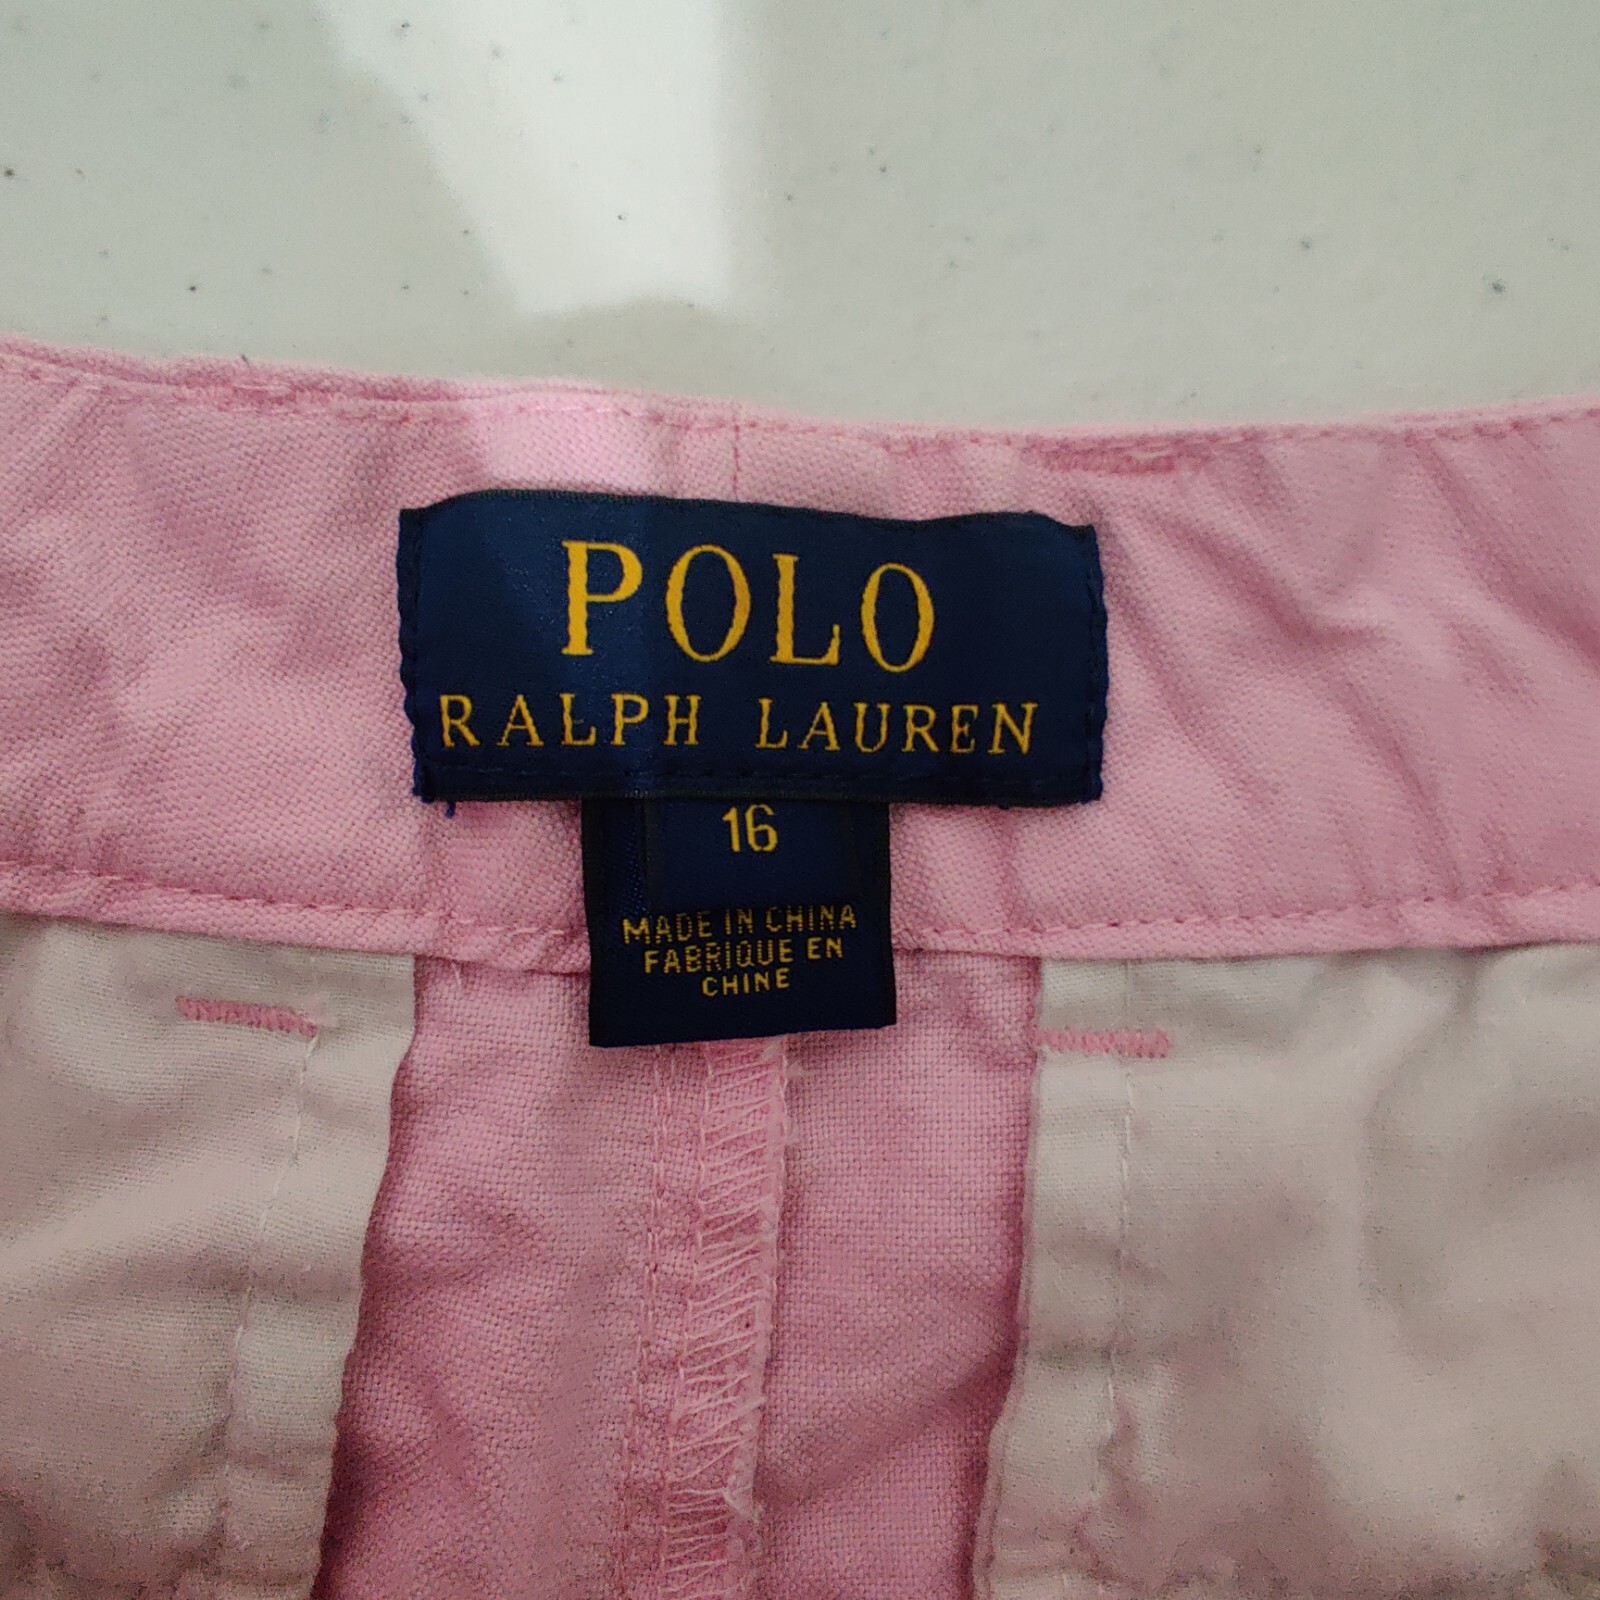 POLO
RALPH LAUREN
16
MADE IN CHINA
FABRIQUE EN
CHINE